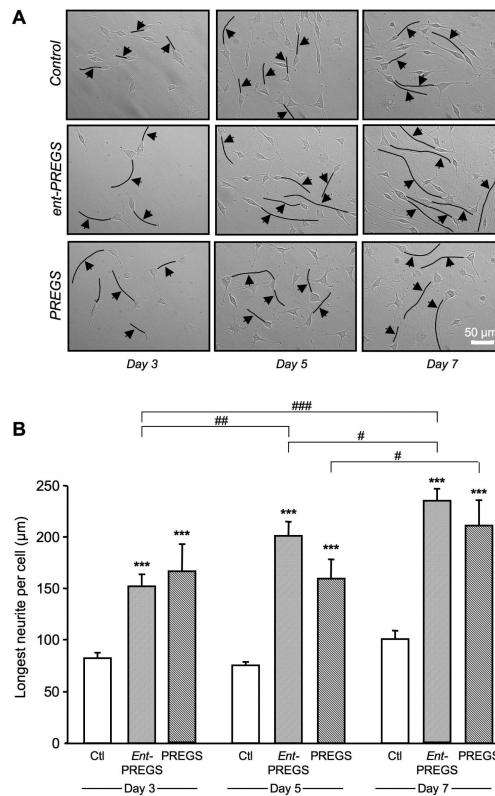 A
Control
ent-PREGS
PREGS
50 µm
Day 3 Day 5 Day 7
B
###
##
#
#
Longest neurite per cell (µm)
250
200
150
100
50
0
*** *** *** *** *** ***
Ctl Ent-PREGS PREGS Ctl Ent-PREGS PREGS Ctl Ent-PREGS PREGS
Day 3 Day 5 Day 7